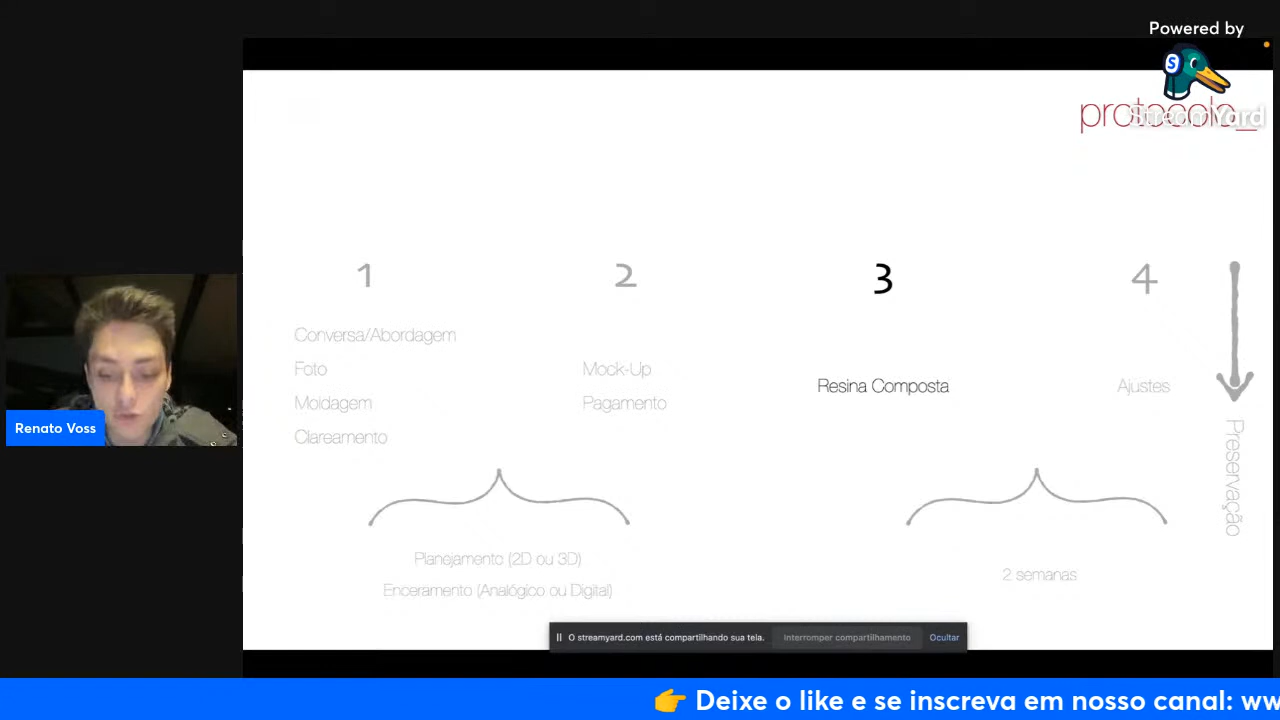 Powered by
StreamYard
protocolo_
1
2
3
4
Conversa/Abordagem
Foto
Moldagem
Clareamento
Mock-Up
Pagamento
Resina Composta
Ajustes
Preservação
Planejamento (2D ou 3D)
Enceramento (Analógico ou Digital)
2 semanas
Renato Voss
O streamyard.com está compartilhando sua tela.
Interromper compartilhamento
Ocultar
👉 Deixe o like e se inscreva em nosso canal: ww